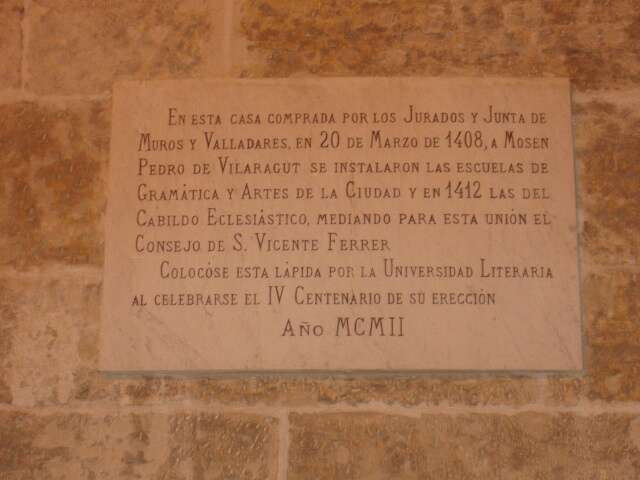 En esta casa comprada por los Jurados y Junta de
Muros y Valladares, en 20 de Marzo de 1408, a Mosen
Pedro de Vilaragut se instalaron las escuelas de
Gramática y Artes de la Ciudad y en 1412 las del
Cabildo Eclesiástico, mediando para esta unión el
Consejo de S. Vicente Ferrer
Colocóse esta lápida por la Universidad Literaria
al celebrarse el IV Centenario de su erección
Año MCMII